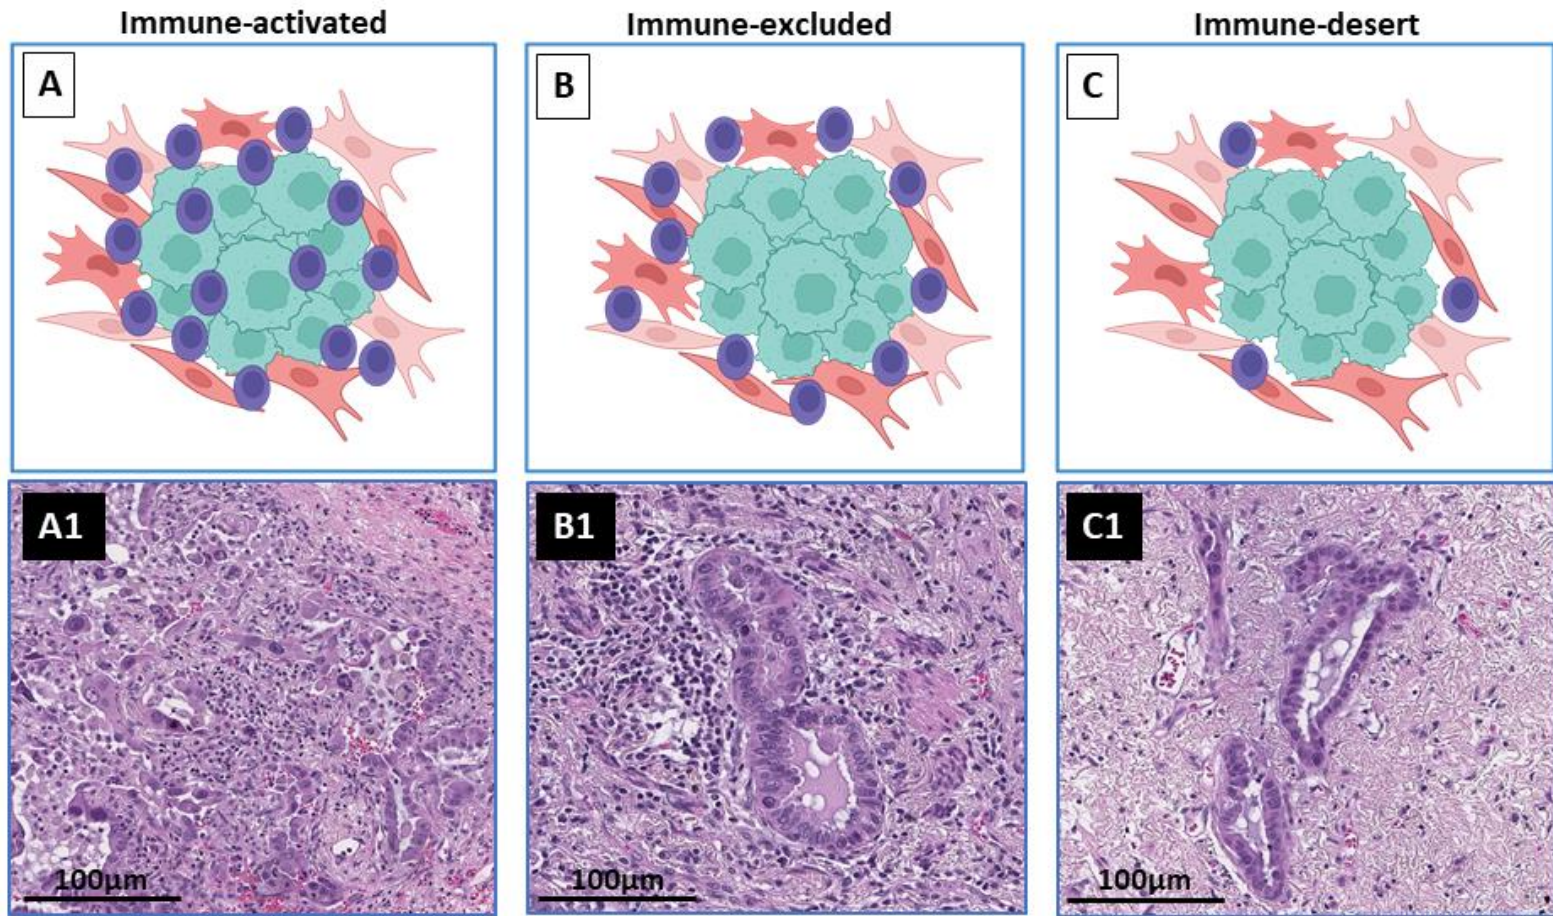 Immune-activated
Immune-excluded
Immune-desert
A
B
C
A1
B1
C1
100µm
100µm
100µm